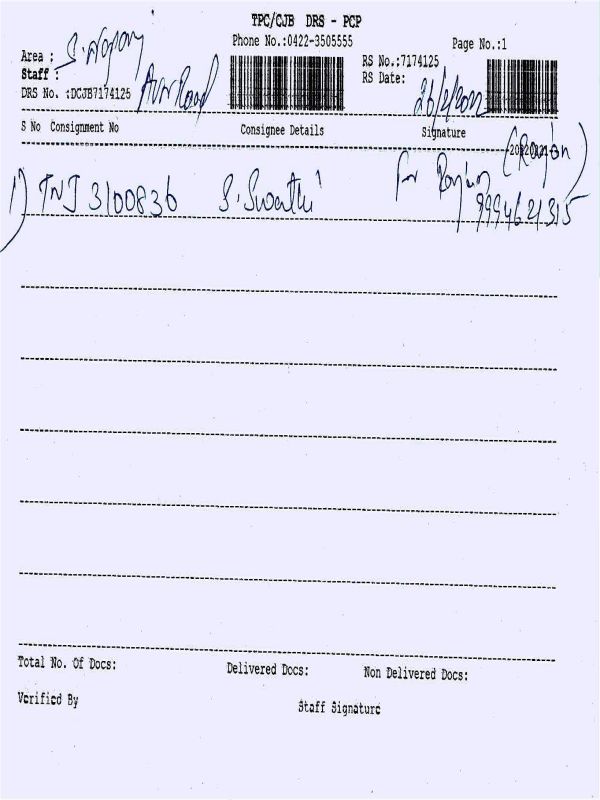 TPC/CJB DRS - PCP
Phone No.:0422-3505555 Page No.:1
Area :
Staff :
DRS No. :DCJB7174125
RS No.:7174125
RS Date:
S No Consignment No Consignee Details Signature
1) TNJ 3100836 S. Swathi
9994621315
Total No. Of Docs: Delivered Docs: Non Delivered Docs:
Verified By Staff Signature